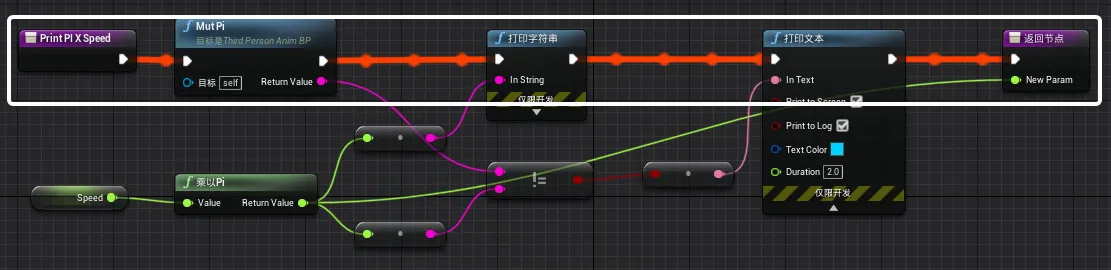 Print PI X Speed
Mut Pi
目标是Third Person Anim BP
目标 self
Return Value
打印字符串
In String
仅限开发
打印文本
In Text
Print to Screen
Print to Log
Text Color
Duration 2.0
仅限开发
返回节点
New Param
!=
Speed
乘以Pi
Value
Return Value